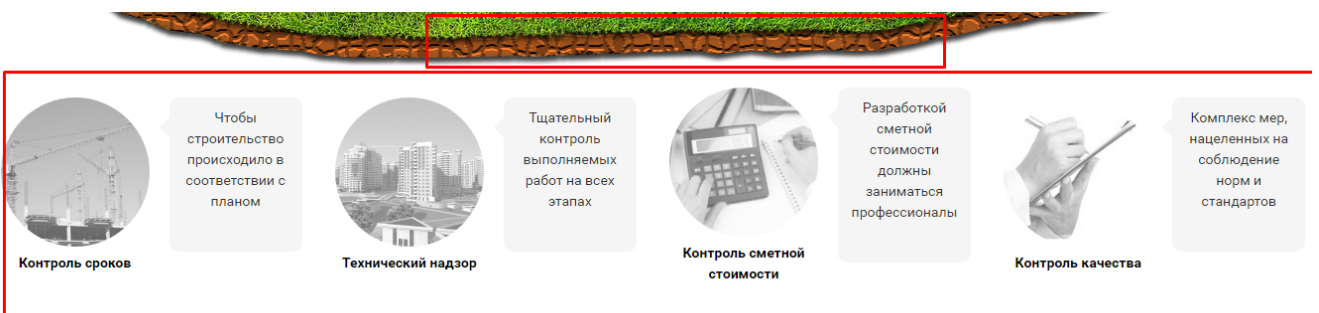 Чтобы
строительство
происходило в
соответствии с
планом
Контроль сроков
Тщательный
контроль
выполняемых
работ на всех
этапах
Технический надзор
Разработкой
сметной
стоимости
должны
заниматься
профессионалы
Контроль сметной
стоимости
Комплекс мер,
нацеленных на
соблюдение
норм и
стандартов
Контроль качества